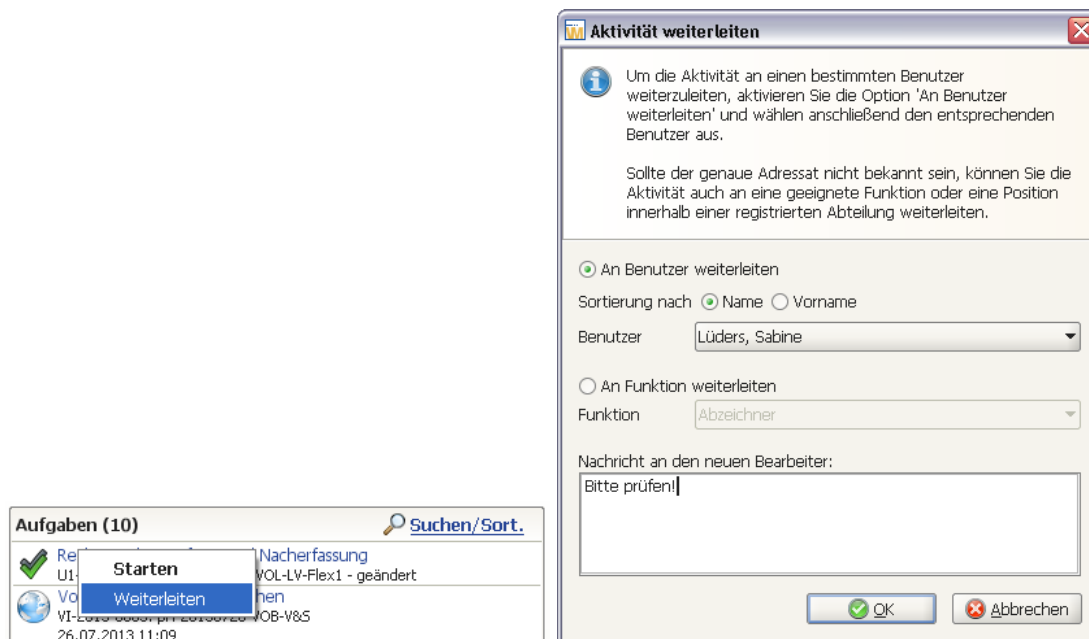 Aktivität weiterleiten
Um die Aktivität an einen bestimmten Benutzer
weiterzuleiten, aktivieren Sie die Option 'An Benutzer
weiterleiten' und wählen anschließend den entsprechenden
Benutzer aus.
Sollte der genaue Adressat nicht bekannt sein, können Sie die
Aktivität auch an eine geeignete Funktion oder eine Position
innerhalb einer registrierten Abteilung weiterleiten.
An Benutzer weiterleiten
Sortierung nach Name Vorname
Benutzer Lüders, Sabine
An Funktion weiterleiten
Funktion Abzeichner
Nachricht an den neuen Bearbeiter:
Bitte prüfen!
OK Abbrechen
Aufgaben (10) Suchen/Sort.
Nacherfassung
U1- VOL-LV-Flex1 - geändert
Starten
Weiterleiten
VOB-V&S
26.07.2013 11:09